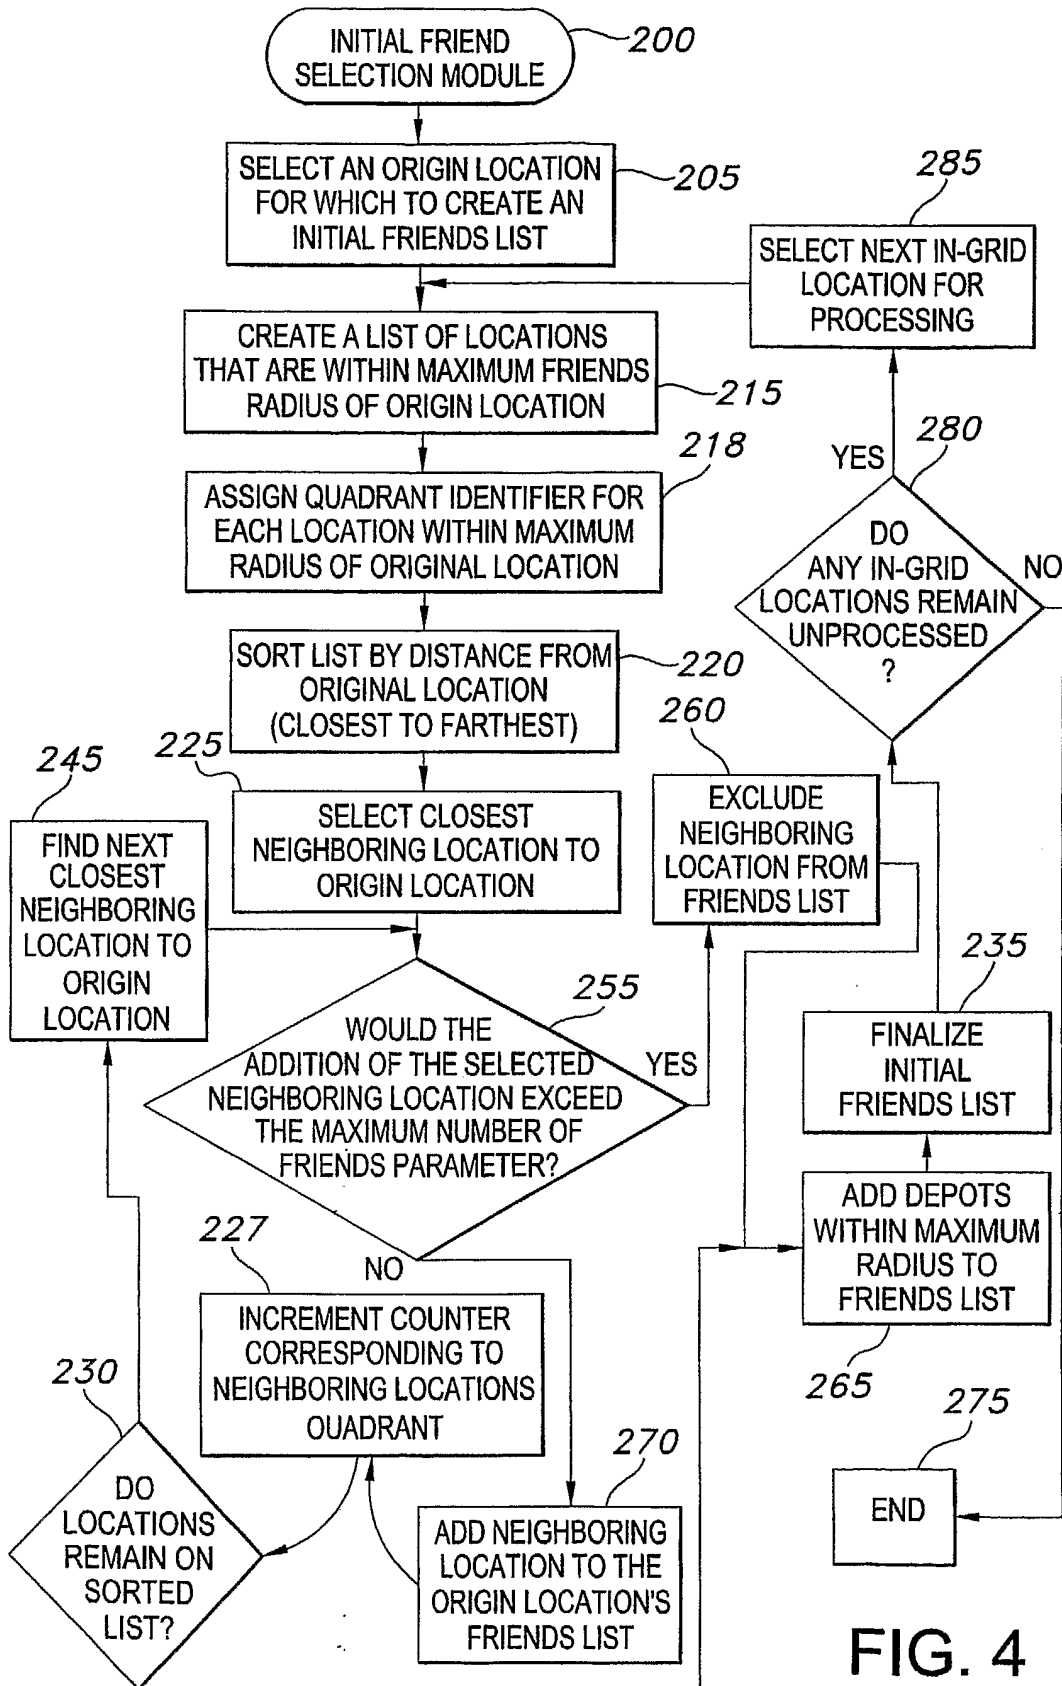 INITIAL FRIEND
SELECTION MODULE
200
SELECT AN ORIGIN LOCATION
FOR WHICH TO CREATE AN
INITIAL FRIENDS LIST
205
285
SELECT NEXT IN-GRID
LOCATION FOR
PROCESSING
CREATE A LIST OF LOCATIONS
THAT ARE WITHIN MAXIMUM FRIENDS
RADIUS OF ORIGIN LOCATION
215
218
ASSIGN QUADRANT IDENTIFIER FOR
EACH LOCATION WITHIN MAXIMUM
RADIUS OF ORIGINAL LOCATION
280
YES
DO
ANY IN-GRID
LOCATIONS REMAIN
UNPROCESSED
?
NO
SORT LIST BY DISTANCE FROM
ORIGINAL LOCATION
(CLOSEST TO FARTHEST)
220
225
SELECT CLOSEST
NEIGHBORING LOCATION TO
ORIGIN LOCATION
245
FIND NEXT
CLOSEST
NEIGHBORING
LOCATION TO
ORIGIN
LOCATION
260
EXCLUDE
NEIGHBORING
LOCATION FROM
FRIENDS LIST
255
WOULD THE
ADDITION OF THE SELECTED
NEIGHBORING LOCATION EXCEED
THE MAXIMUM NUMBER OF
FRIENDS PARAMETER?
YES
NO
235
FINALIZE
INITIAL
FRIENDS LIST
ADD DEPOTS
WITHIN MAXIMUM
RADIUS TO
FRIENDS LIST
265
227
INCREMENT COUNTER
CORRESPONDING TO
NEIGHBORING LOCATIONS
OUADRANT
230
DO
LOCATIONS
REMAIN ON
SORTED
LIST?
270
ADD NEIGHBORING
LOCATION TO THE
ORIGIN LOCATION'S
FRIENDS LIST
275
END
FIG. 4